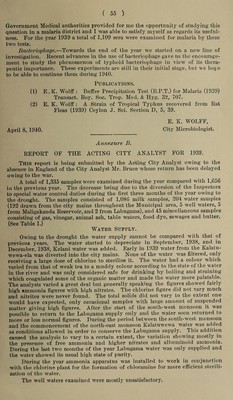 ( 55 )
Government Medical authorities provided for me the opportunity of studying this
question in a malaria district and I was able to satisfy myself as regards its useful-
ness. For the year 1939 a total of 1,109 sera were examined for malaria by these
two tests.
Bacteriophage.—Towards the end of the year we started on a new line of
investigation. Recent advances in the use of bacteriophage gave us the encourage-
ment to study the phenomenon of typhoid bacteriophage in view of its thera-
peutic importance. These experiments are still in their initial stage, but we hope
to be able to continue them during 1940.
PUBLICATIONS.
(1) E. K. Wolff : Buffer Precipitation Test (B.P.T.) for Malaria (1939)
Transact. Roy. Soc. Trop. Med. & Hyg. 32, 707.
(2) E. K. Wolff : A Strain of Tropical Typhus recovered from Rat
Fleas (1939) Ceylon J. Sci. Section D, 5, 39.
E. K. WOLFF,
April 8, 1940. City Microbiologist.
Annexure B.
REPORT OF THE ACTING CITY ANALYST FOR 1939.
THIS report is being submitted by the Acting City Analyst owing to the
absence in England of the City Analyst Mr. Bruce whose return has been delayed
owing to the war.
A total of 1,335 samples were examined during the year compared with 1,656
in the previous year. The decrease being due to the diversion of the Inspectors
to special water control duties during the first three months of the year owing to
the drought. The samples consisted of 1,086 milk samples, 204 water samples
(192 drawn from the city mains throughout the Municipal area, 5 well waters, 5
from Maligakanda Reservoir, and 2 from Labugama), and 45 miscellaneous samples
consisting of gas, vinegar, animal ash, table waters, food dyes, sewages and butter.
(See Table I.)
WATER SUPPLY.
Owing to the drought the water supply cannot be compared with that of
previous years. The water started to depreciate in September, 1938, and in
December, 1938, Kolani water was added. Early in 1939 water from the Kalatu-
wewa-ela was diverted into the city mains. None of the water was filtered, only
receiving a large dose of chlorine to sterilise it. The water had a colour which
varied from that of weak tea to a muddy water according to the state of the water
in the river and was only considered safe for drinking by boiling and straining
which coagulated some of the organic matter and made the water more palatable.
The analysis varied a great deal but generally speaking the figures showed fairly
high ammonia figures with high nitrates. The chlorine figures did not vary much
and nitrites were never found. The total solids did not vary to the extent one
would have expected, only occasional samples with large amount of suspended
matter giving high figures. After the start of the south-west monsoon it was
possible to return to the Labugama supply only and the water soon returned to
more or less normal figures. During the period between the south-west monsoon
and the commencement of the north-east monsoon Kalatuwewa water was added
as conditions allowed in order to conserve the Labugama supply. This addition
caused the analysis to vary to a certain extent, the variation showing mostly in
the presence of free ammonia and higher nitrates and albuminoid ammonia.
During the last two months of the year Labugama water was only supplied and
the water showed its usual high state of purity.
During the year ammonia apparatus was installed to work in conjunction
with the chlorine plant for the formation of chloramine for more efficient sterili-
sation of the water.
The well waters examined were mostly unsatisfactory.